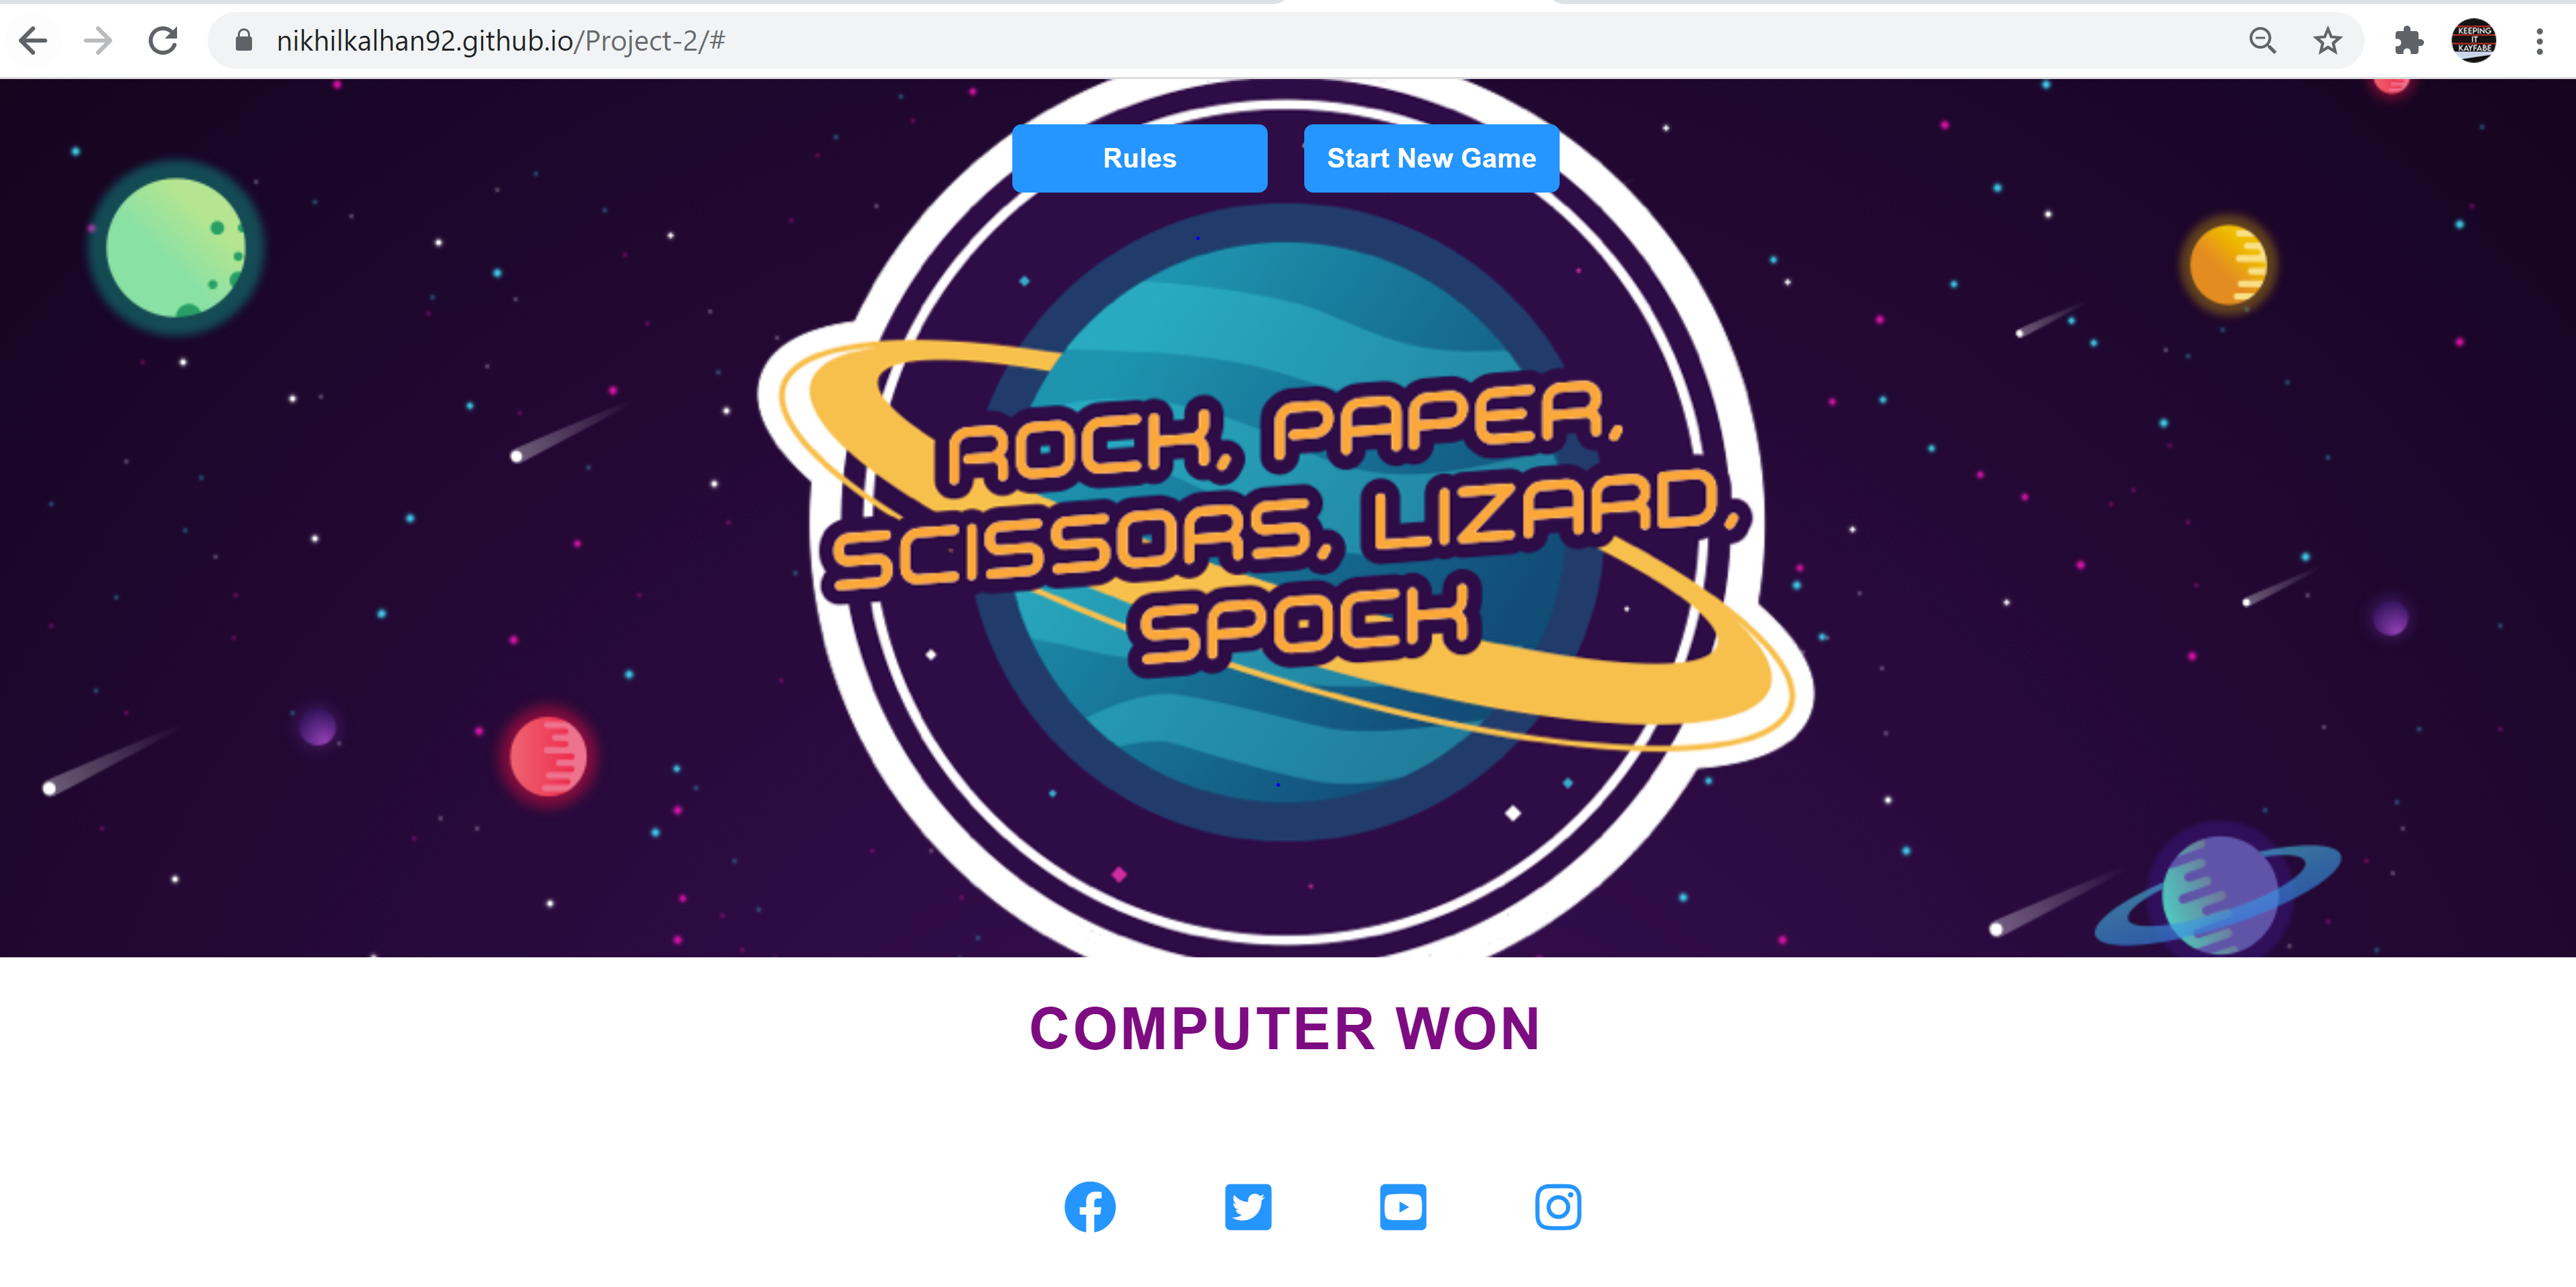 nikhilkalhan92.github.io/Project-2/#
KEEPING
IT
KAYFABE
Rules
Start New Game
ROCK, PAPER,
SCISSORS, LIZARD,
SPOCK
COMPUTER WON